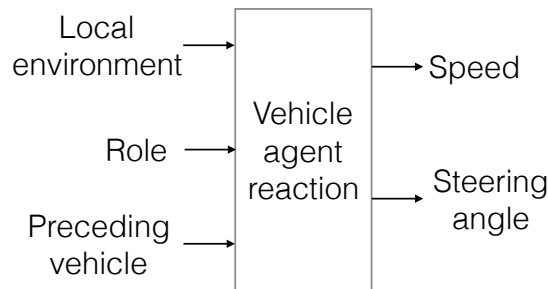 Local
environment
Role
Preceding
vehicle
Vehicle
agent
reaction
Speed
Steering
angle